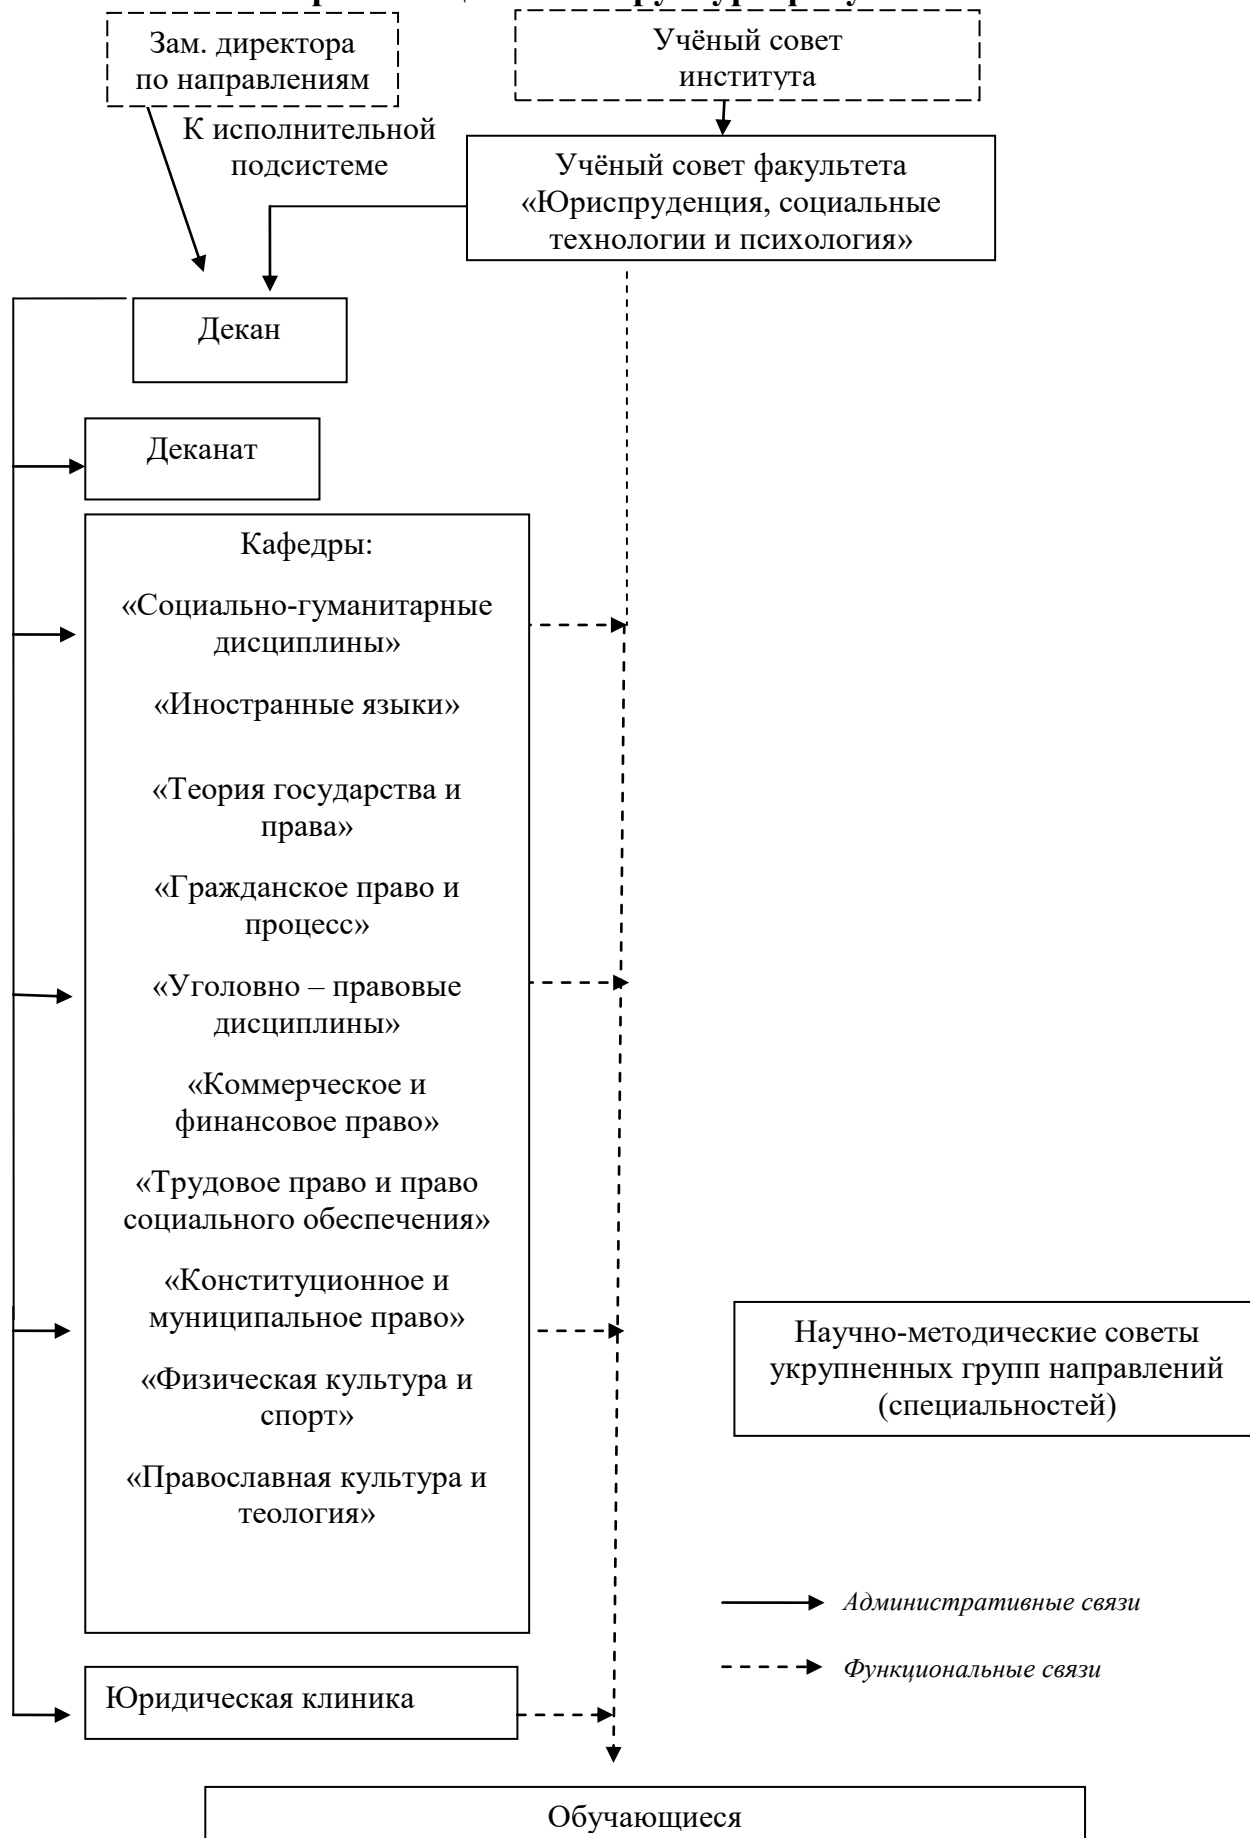 Зам. директора
по направлениям
Учёный совет
института
К исполнительной
подсистеме
Учёный совет факультета
«Юриспруденция, социальные
технологии и психология»
Декан
Деканат
Кафедры:
«Социально-гуманитарные
дисциплины»
«Иностранные языки»
«Теория государства и
права»
«Гражданское право и
процесс»
«Уголовно – правовые
дисциплины»
«Коммерческое и
финансовое право»
«Трудовое право и право
социального обеспечения»
«Конституционное и
муниципальное право»
«Физическая культура и
спорт»
«Православная культура и
теология»
Научно-методические советы
укрупненных групп направлений
(специальностей)
Административные связи
Функциональные связи
Юридическая клиника
Обучающиеся